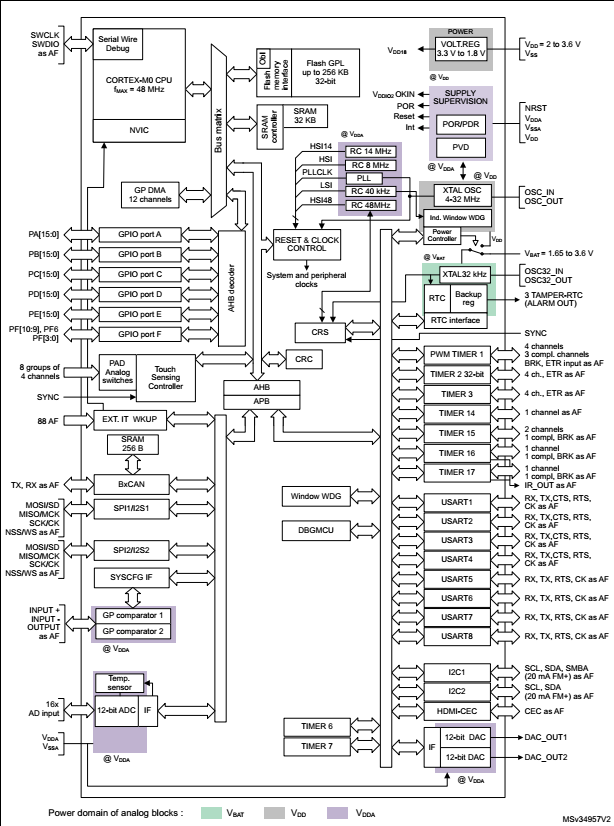 SWCLK
SWDIO
as AF
Serial Wire
Debug
CORTEX-M0 CPU
fMAX = 48 MHz
NVIC
Bus matrix
Obl
Flash
memory
interface
Flash GPL
up to 256 KB
32-bit
SRAM
controller
SRAM
32 KB
POWER
VOLT.REG
3.3 V to 1.8 V
VDD18
VDD = 2 to 3.6 V
VSS
@ VDD
SUPPLY
SUPERVISION
VDDIO2 OKIN
POR
Reset
Int
POR/PDR
PVD
NRST
VDDA
VSSA
VDD
@ VDDA
@ VDDA
@ VDD
HSI14
HSI
PLLCLK
LSI
HSI48
RC 14 MHz
RC 8 MHz
PLL
RC 40 kHz
RC 48MHz
XTAL OSC
4-32 MHz
OSC_IN
OSC_OUT
Ind. Window WDG
Power
Controller
VDD
VBAT = 1.65 to 3.6 V
@ VBAT
GP DMA
12 channels
PA[15:0]
GPIO port A
PB[15:0]
GPIO port B
PC[15:0]
GPIO port C
PD[15:0]
GPIO port D
PE[15:0]
GPIO port E
PF[10:9], PF6
PF[3:0]
GPIO port F
AHB decoder
RESET & CLOCK
CONTROL
System and peripheral
clocks
XTAL32 kHz
OSC32_IN
OSC32_OUT
RTC
Backup
reg
RTC interface
3 TAMPER-RTC
(ALARM OUT)
CRS
SYNC
CRC
8 groups of
4 channels
PAD
Analog
switches
Touch
Sensing
Controller
SYNC
AHB
APB
PWM TIMER 1
4 channels
3 compl. channels
BRK, ETR input as AF
TIMER 2 32-bit
4 ch., ETR as AF
TIMER 3
4 ch., ETR as AF
TIMER 14
1 channel as AF
TIMER 15
2 channels
1 compl, BRK as AF
TIMER 16
1 channel
1 compl, BRK as AF
TIMER 17
1 channel
1 compl, BRK as AF
IR_OUT as AF
88 AF
EXT. IT WKUP
SRAM
256 B
TX, RX as AF
BxCAN
MOSI/SD
MISO/MCK
SCK/CK
NSS/WS as AF
SPI1/I2S1
MOSI/SD
MISO/MCK
SCK/CK
NSS/WS as AF
SPI2/I2S2
SYSCFG IF
INPUT +
INPUT -
OUTPUT
as AF
GP comparator 1
GP comparator 2
@ VDDA
Window WDG
DBGMCU
USART1
RX, TX,CTS, RTS,
CK as AF
USART2
RX, TX,CTS, RTS,
CK as AF
USART3
RX, TX,CTS, RTS,
CK as AF
USART4
RX, TX,CTS, RTS,
CK as AF
USART5
RX, TX, RTS, CK as AF
USART6
RX, TX, RTS, CK as AF
USART7
RX, TX, RTS, CK as AF
USART8
RX, TX, RTS, CK as AF
I2C1
SCL, SDA, SMBA
(20 mA FM+) as AF
I2C2
SCL, SDA
(20 mA FM+) as AF
HDMI-CEC
CEC as AF
Temp.
sensor
16x
AD input
12-bit ADC
IF
VDDA
VSSA
@ VDDA
TIMER 6
TIMER 7
IF
12-bit DAC
12-bit DAC
DAC_OUT1
DAC_OUT2
@ VDDA
Power domain of analog blocks :
VBAT
VDD
VDDA
MSv34957V2